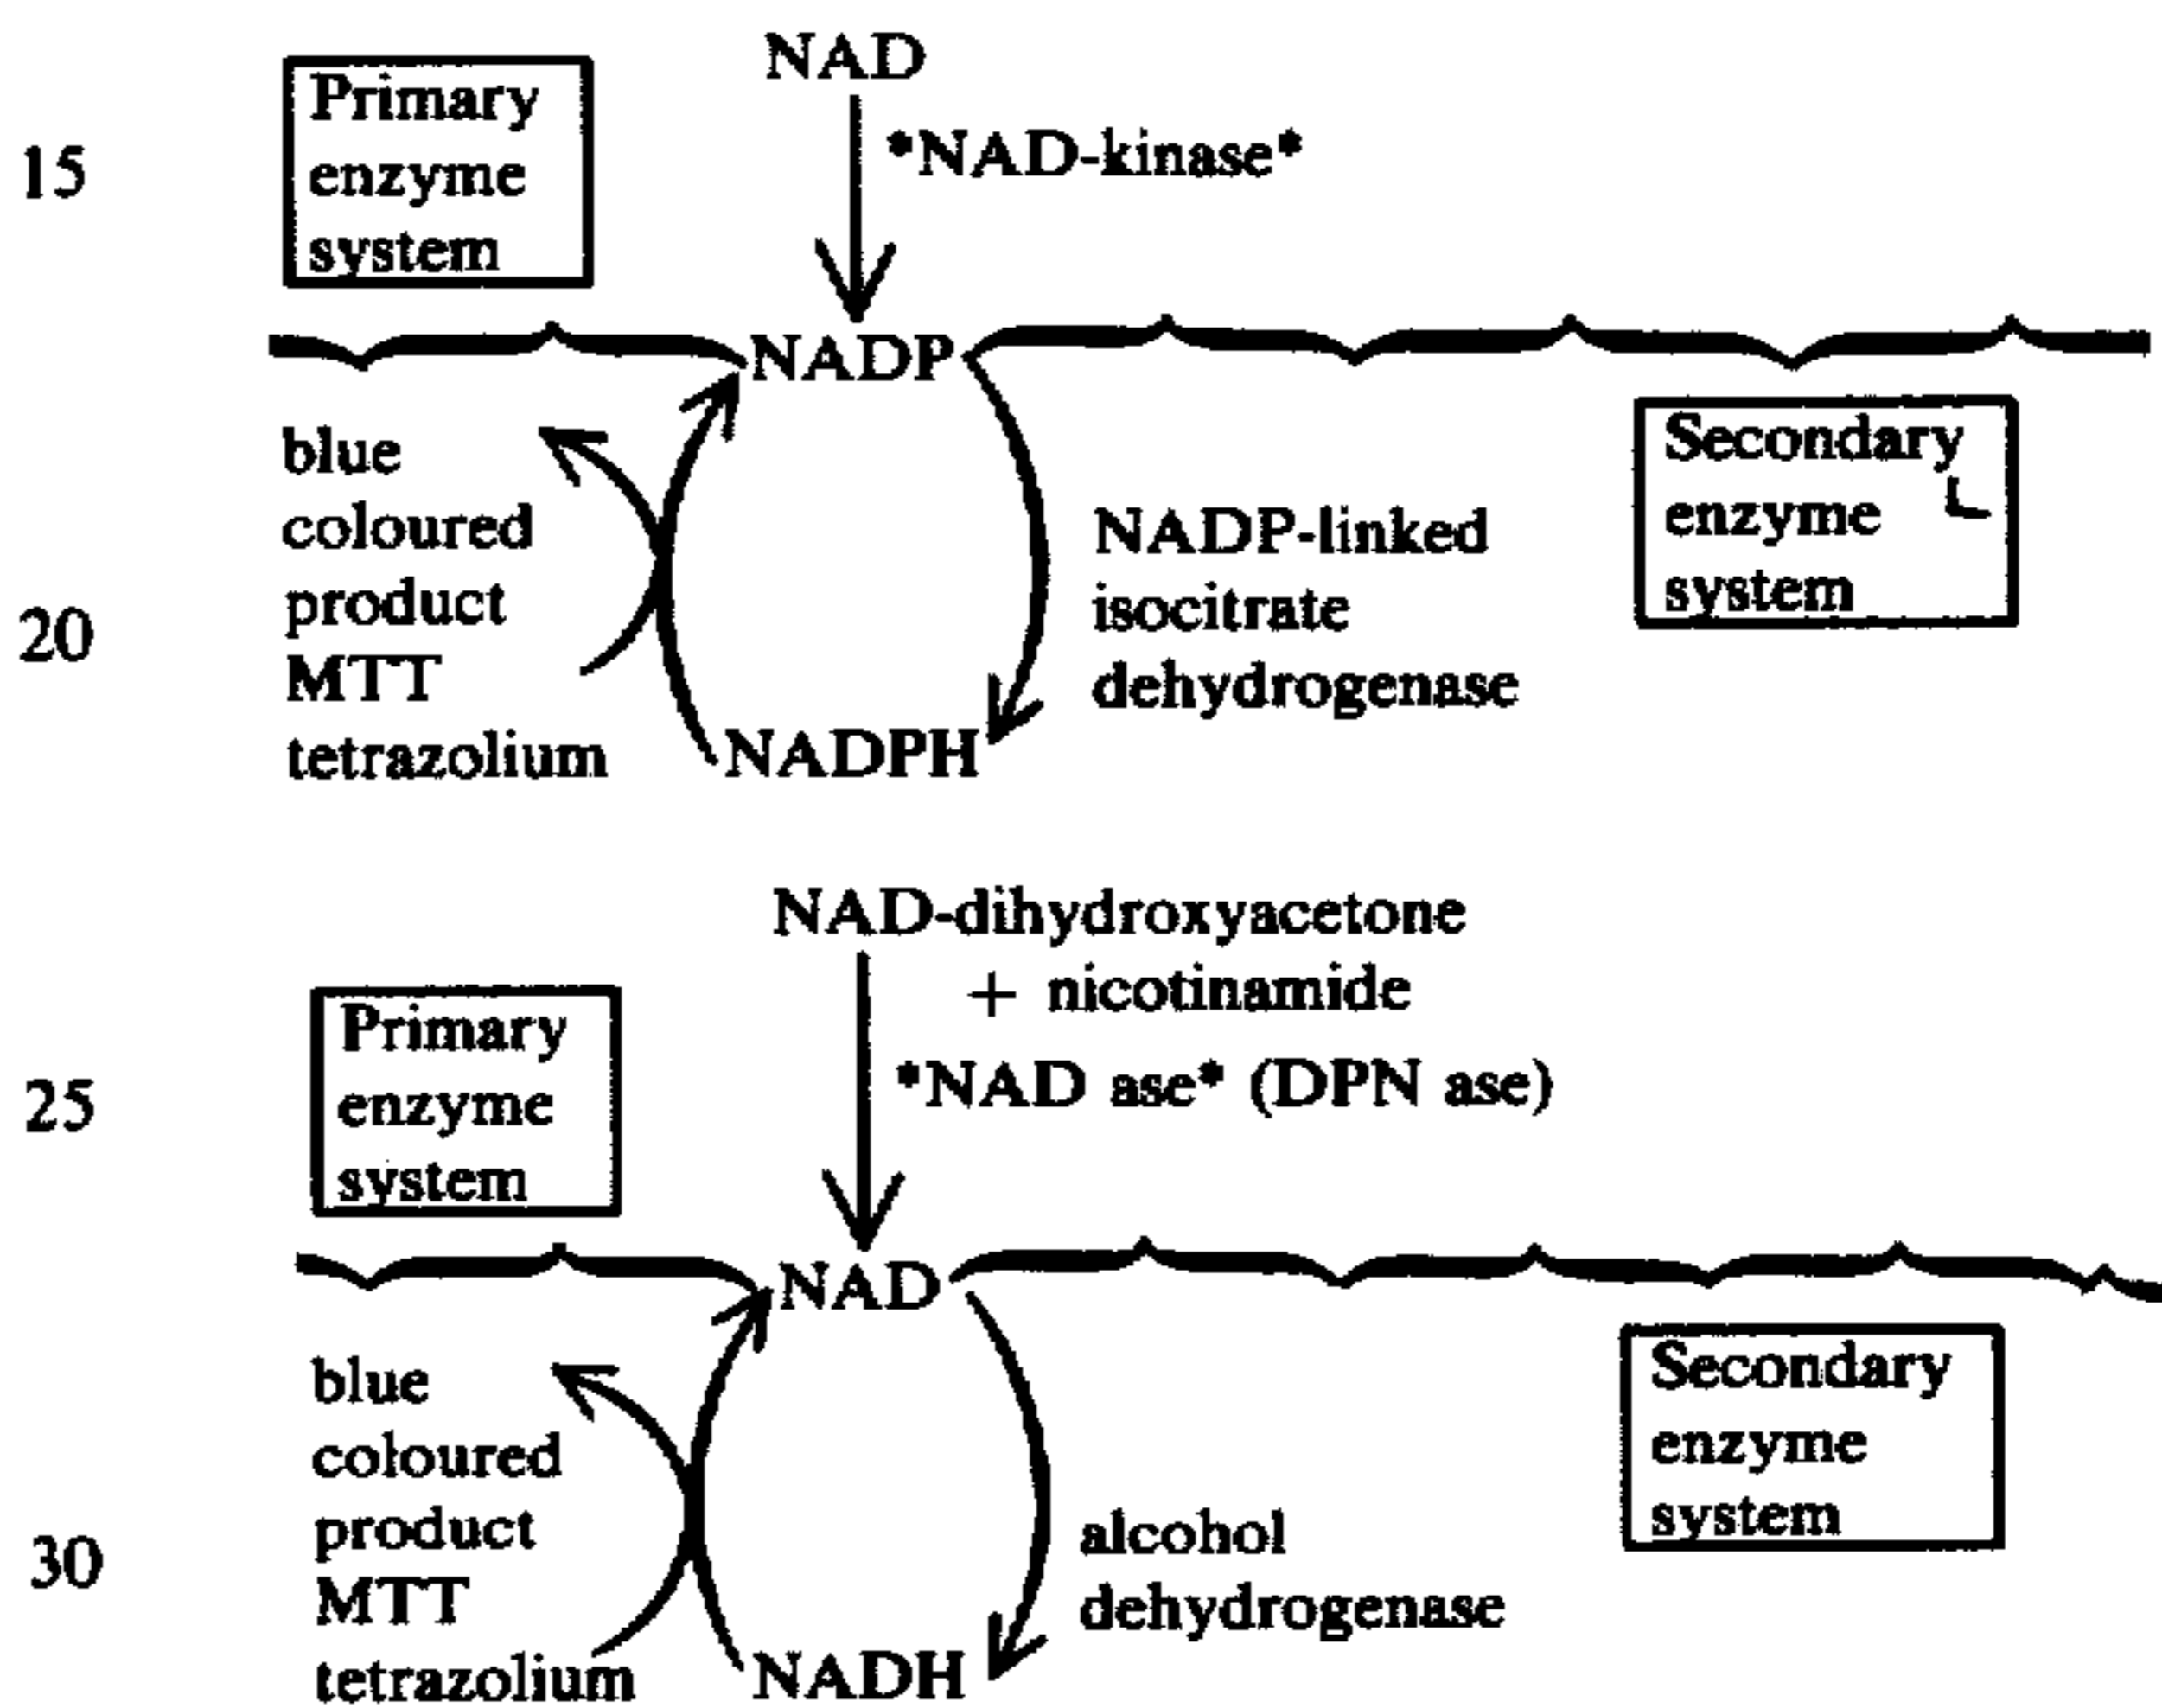 NAD
Primary
enzyme
system
*NAD-kinase*
15
NADP
blue
coloured
product
MTT
tetrazolium
NADP-linked
isocitrate
dehydrogenase
Secondary
enzyme
system
20
NADPH
NAD-dihydroxyacetone
+ nicotinamide
*NAD ase* (DPN ase)
Primary
enzyme
system
25
NAD
blue
coloured
product
MTT
tetrazolium
alcohol
dehydrogenase
Secondary
enzyme
system
30
NADH